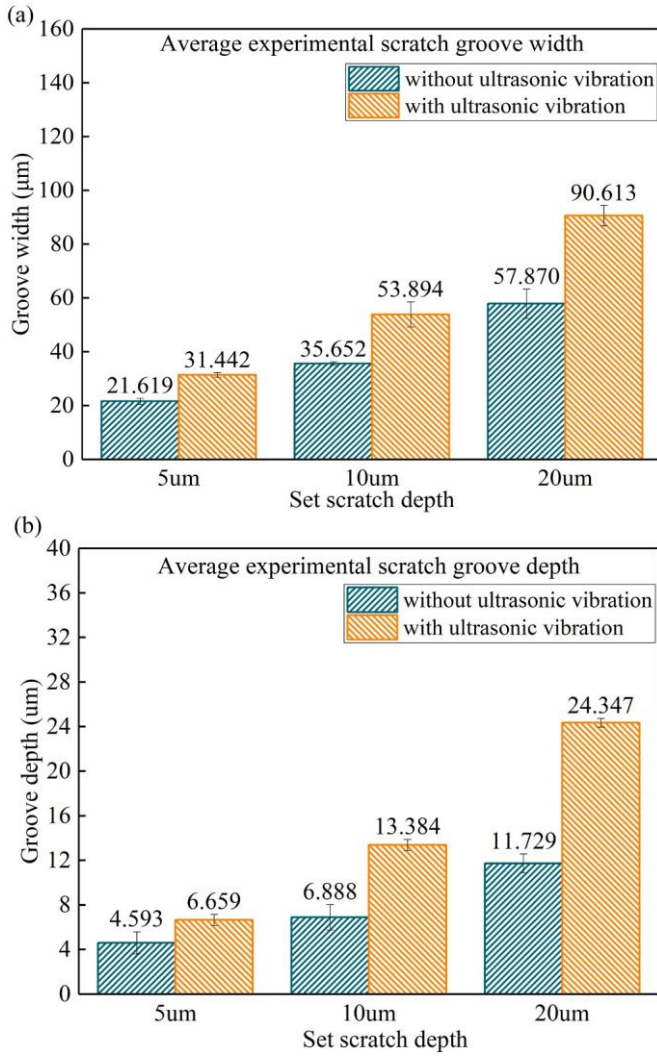 (a)
160
Average experimental scratch groove width
without ultrasonic vibration
with ultrasonic vibration
140
120
100
80
60
40
20
0
Groove width (μm)
21.619
31.442
35.652
53.894
57.870
90.613
5um
10um
20um
Set scratch depth
(b)
40
Average experimental scratch groove depth
without ultrasonic vibration
with ultrasonic vibration
36
32
28
24
20
16
12
8
4
0
Groove depth (um)
4.593
6.659
6.888
13.384
11.729
24.347
5um
10um
20um
Set scratch depth